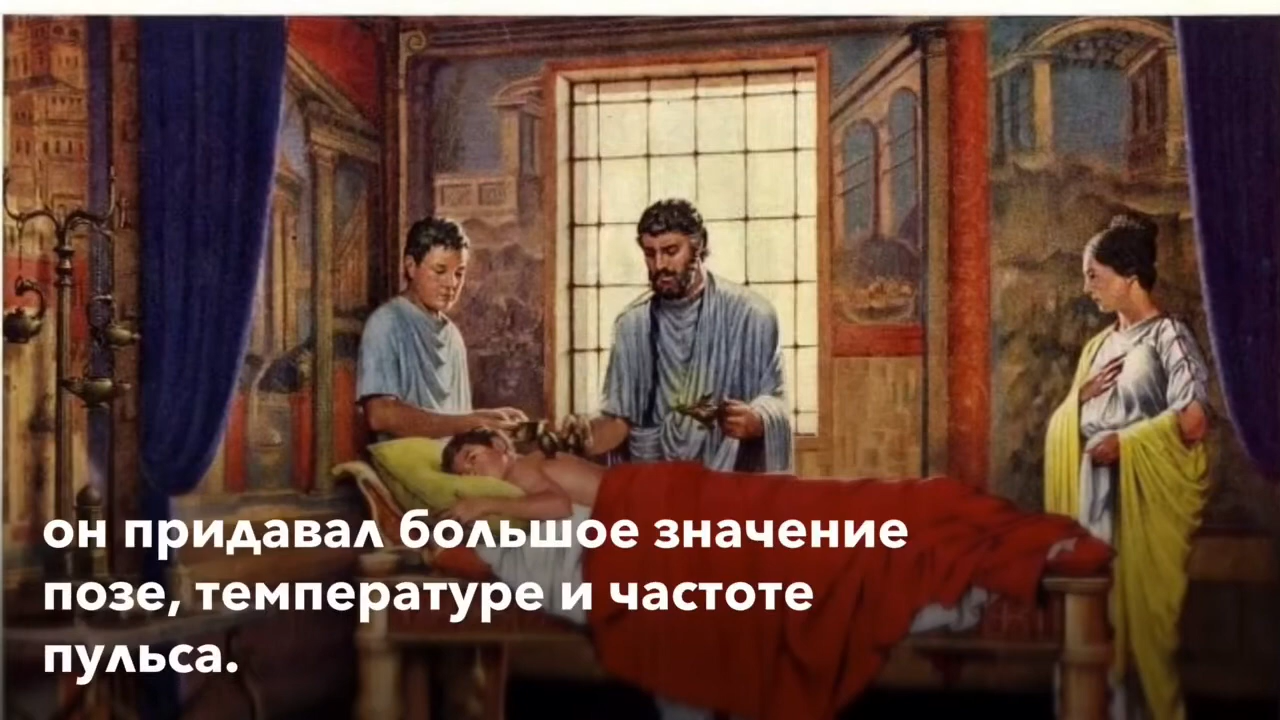 он придавал большое значение
позе, температуре и частоте
пульса.